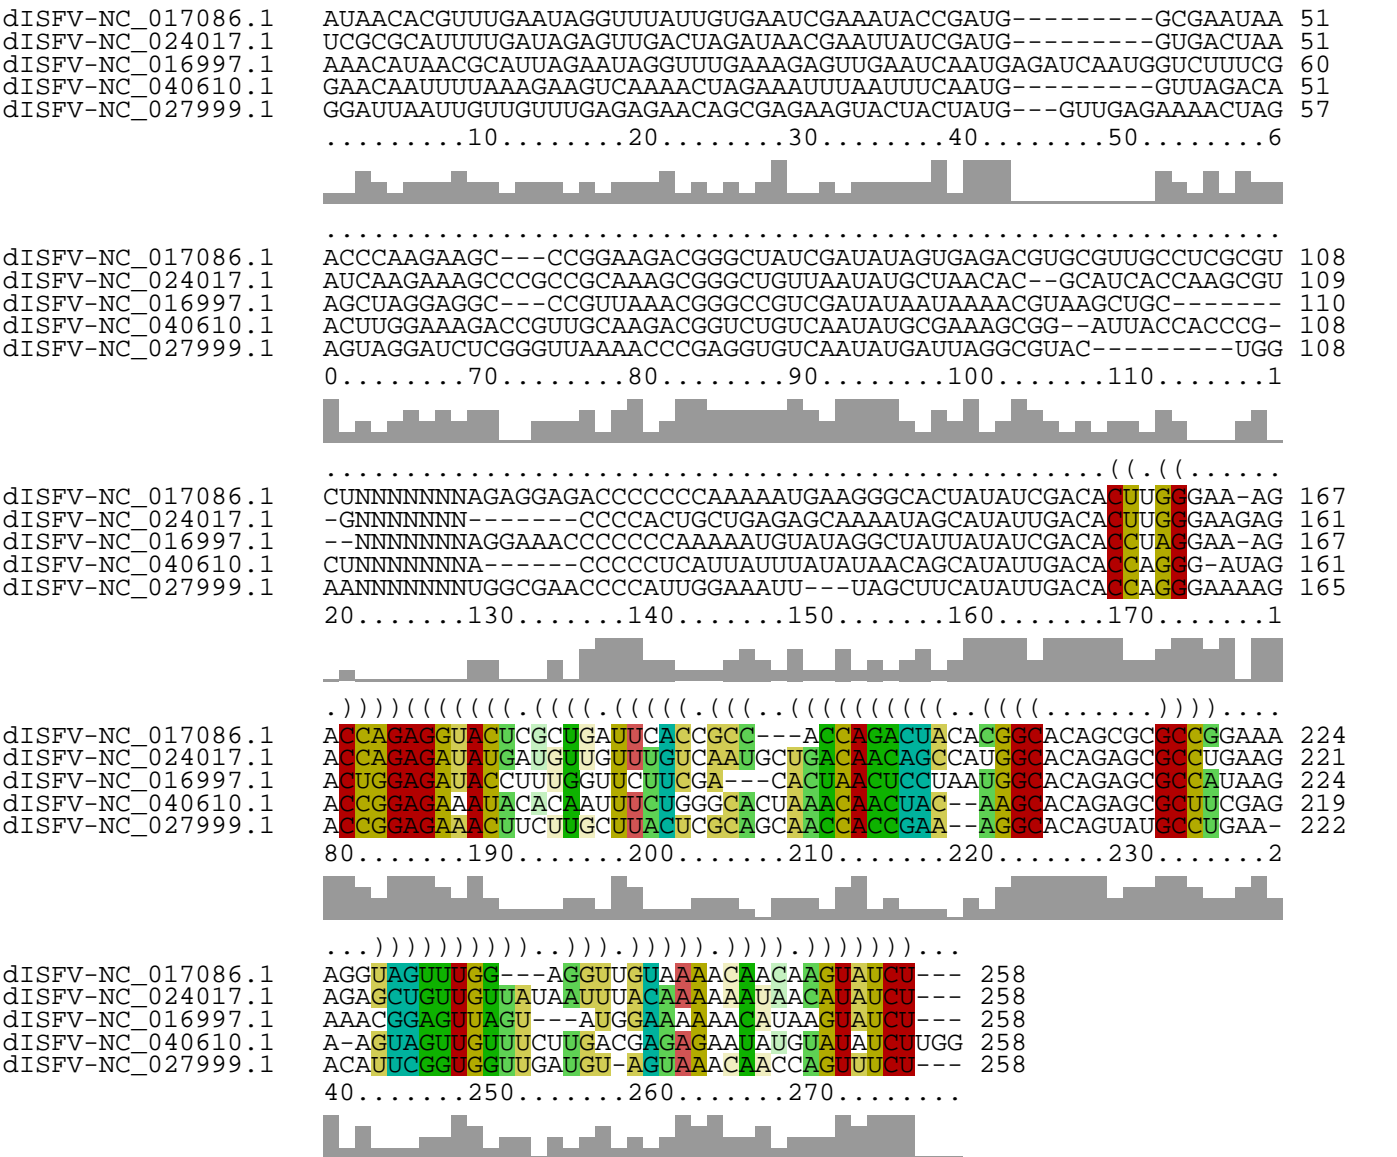 dISFV-NC_017086.1 AUAACACGUUUGAAUAGGUUUAUUGUGAAUCGAAAUACCGAUG---------GCGAAUAA 51
dISFV-NC_024017.1 UCGCGCAUUUUGAUAGAGUUGACUAGAUAACGAAUUAUCGAUG---------GUGACUAA 51
dISFV-NC_016997.1 AAACAUAACGCAUUAGAAUAGGUUUGAAAGAGUUGAAUCAAUGAGAUCAAUGGUCUUUCG 60
dISFV-NC_040610.1 GAACAAUUUUAAAGAAGUCAAAACUAGAAAUUUAAUUUCAAUG---------GUUAGACA 51
dISFV-NC_027999.1 GGAUUAAUUGUUGUUUGAGAGAACAGCGAGAAGUACUACUAUG---GUUGAGAAAACUAG 57
.........10........20........30........40........50........6
............................................................
dISFV-NC_017086.1 ACCCAAGAAGC---CCGGAAGACGGGCUAUCGAUAUAGUGAGACGUGCGUUGCCUCGCGU 108
dISFV-NC_024017.1 AUCAAGAAAGCCCGCCGCAAAGCGGGCUGUUAAUAUGCUAACAC--GCAUCACCAAGCGU 109
dISFV-NC_016997.1 AGCUAGGAGGC---CCGUUAAACGGGCCGUCGAUAUAAUAAAACGUAAGCUGC------- 110
dISFV-NC_040610.1 ACUUGGAAAGACCGUUGCAAGACGGUCUGUCAAUAUGCGAAAGCGG--AUUACCACCCG- 108
dISFV-NC_027999.1 AGUAGGAUCUCGGGUUAAAACCCGAGGUGUCAAUAUGAUUAGGCGUAC---------UGG 108
0........70........80........90........100.......110.......1
.................................................((.((......
dISFV-NC_017086.1 CUNNNNNNNAGAGGAGACCCCCCCAAAAAUGAAGGGCACUAUAUCGACACUUGGGAA-AG 167
dISFV-NC_024017.1 -GNNNNNNN-------CCCCACUGCUGAGAGCAAAAUAGCAUAUUGACACUUGGGAAGAG 161
dISFV-NC_016997.1 --NNNNNNNAGGAAACCCCCCCAAAAAUGUAUAGGCUAUUAUAUCGACACCUAGGAA-AG 167
dISFV-NC_040610.1 CUNNNNNNNA------CCCCCUCAUUAUUUAUAUAACAGCAUAUUGACACCAGGG-AUAG 161
dISFV-NC_027999.1 AANNNNNNNGGCGAACCCCAUUGGAAAUU---UAGCUUCAUAUUGACACCAGGGAAAAG 165
20.......130.......140.......150.......160.......170.......1
.))))(((((((.((((.(((((.(((..((((((((((..((((.......))))....
dISFV-NC_017086.1 ACCAGAGGUACUCGCUGAUUCACCGCC---ACCAGACUACACGGCACAGCGCGCCGGAAA 224
dISFV-NC_024017.1 ACCAGAGAUAUGAUGUUGUUUGUCAAUGCUGACAACAGCCAUGGCACAGAGCGCCUGAAG 221
dISFV-NC_016997.1 ACUGGAGAUACCUUUGGUUCUUCGA---CACUAACUCCUAAUGGCACAGAGCGCCAUAAG 224
dISFV-NC_040610.1 ACCGGAGAAAUACACAAUUUCUGGGCACUAAACAACUAC--AAGCACAGAGCGCUUCGAG 219
dISFV-NC_027999.1 ACCGGAGAAACUUCUUGCUUACUCGCAGCAACCACCGAA--AGGCACAGUAUGCCUGAA- 222
80.......190.......200.......210.......220.......230.......2
...))))))))))..))).))))).)))).)))))))...
dISFV-NC_017086.1 AGGUAGUUUGG---AGGUUGUAAAACAACAAGUAUCU--- 258
dISFV-NC_024017.1 AGAGCUGUUGUUAUAAUUUACAAAAAAUAACAUAUCU--- 258
dISFV-NC_016997.1 AAACGGAGUUAGU---AUCGAAAAAACAUAAGUAUCU--- 258
dISFV-NC_040610.1 A-AGUAGUUGUUUCUUGACGAGAGAAUAUGUAUAUCUUGG 258
dISFV-NC_027999.1 ACAUUCGGUGGUUGAUGU-AGUAAACAACCAGUUUCU--- 258
40.......250.......260.......270.........